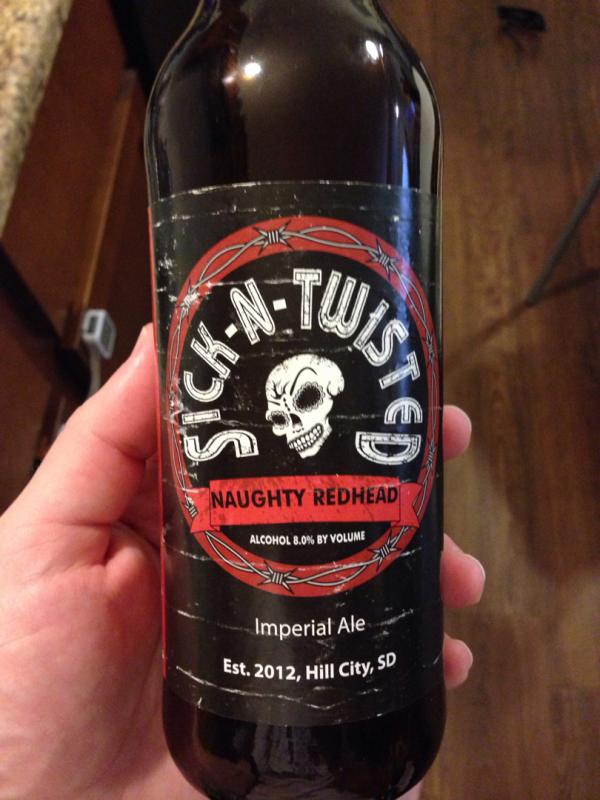 SICK-N-TWISTED
NAUGHTY REDHEAD
ALCOHOL 8.0% BY VOLUME
Imperial Ale
Est. 2012, Hill City, SD